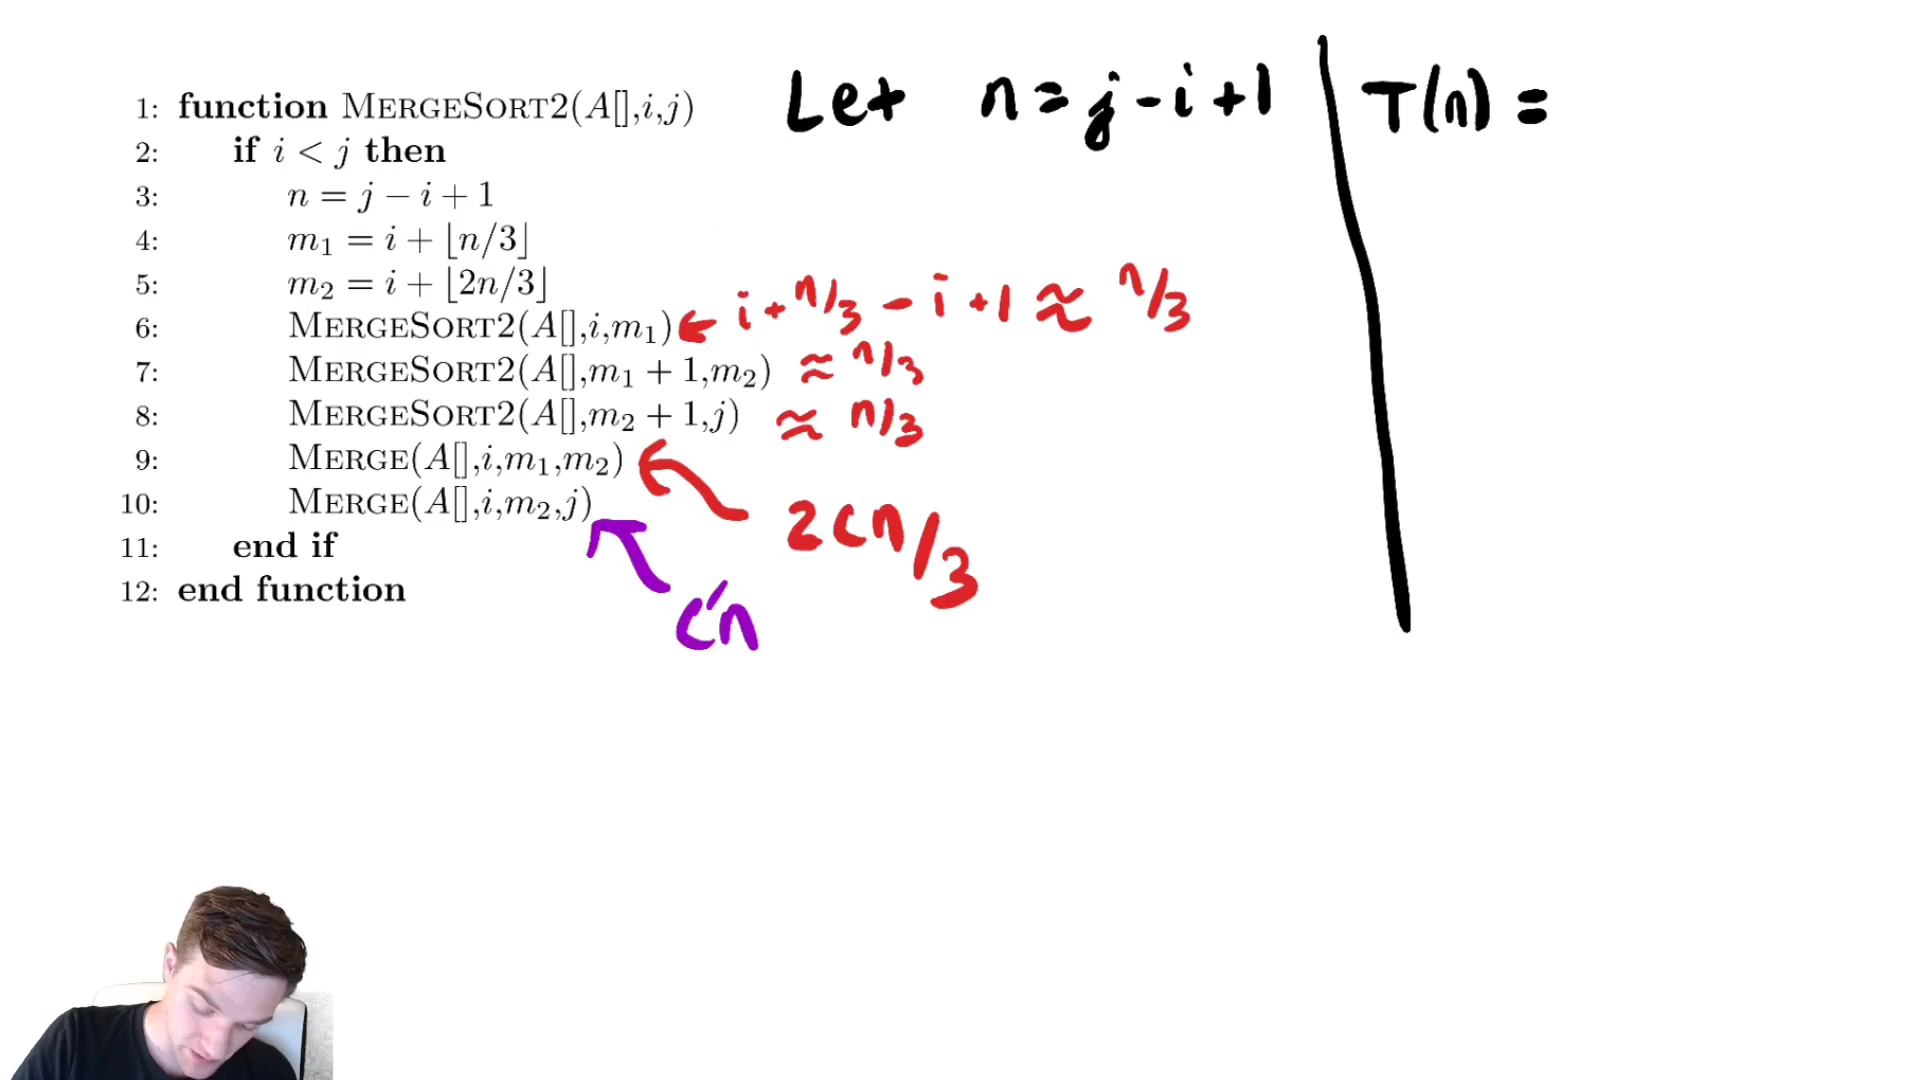 1: function MERGESORT2(A[],i,j)
2: if i < j then
3: n = j − i + 1
4: m₁ = i + ⌊n/3⌋
5: m₂ = i + ⌊2n/3⌋
6: MERGESORT2(A[],i,m₁)
7: MERGESORT2(A[],m₁ + 1,m₂)
8: MERGESORT2(A[],m₂ + 1,j)
9: MERGE(A[],i,m₁,m₂)
10: MERGE(A[],i,m₂,j)
11: end if
12: end function
Let n = j - i + 1
i + n/3 - i + 1 ≈ n/3
≈ n/3
≈ n/3
2cn/3
c'n
T(n) =